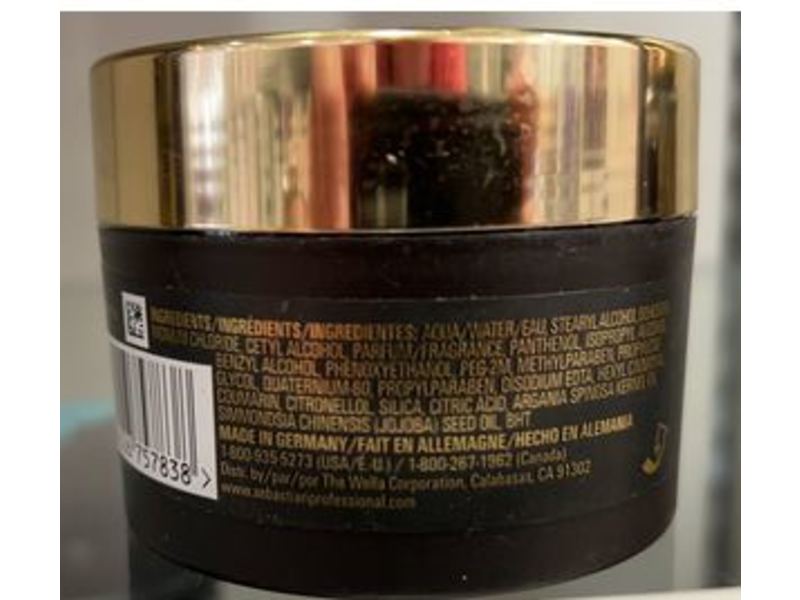 INGREDIENTS/INGRÉDIENTS/INGREDIENTES: AQUA/WATER/EAU, STEARYL ALCOHOL,
CHLORIDE, CETYL ALCOHOL, PARFUM/FRAGRANCE, PANTHENOL, ISOPROPYL ALCOHOL,
BENZYL ALCOHOL, PHENOXYETHANOL, PEG-2M, METHYLPARABEN,
GLYCOL, QUATERNIUM-80, PROPYLPARABEN, DISODIUM EDTA, HEXYL
COUMARIN, CITRONELLOL, SILICA, CITRIC ACID, ARGANIA SPINOSA KERNEL OIL,
SIMMONDSIA CHINENSIS (JOJOBA) SEED OIL, BHT.
MADE IN GERMANY/FAIT EN ALLEMAGNE/HECHO EN ALEMANIA
1-800-935-5273 (USA/É.U.) / 1-800-267-1962 (Canada)
Distr. by/par/por The Wella Corporation, Calabasas, CA 91302
www.sebastianprofessional.com
757838 >